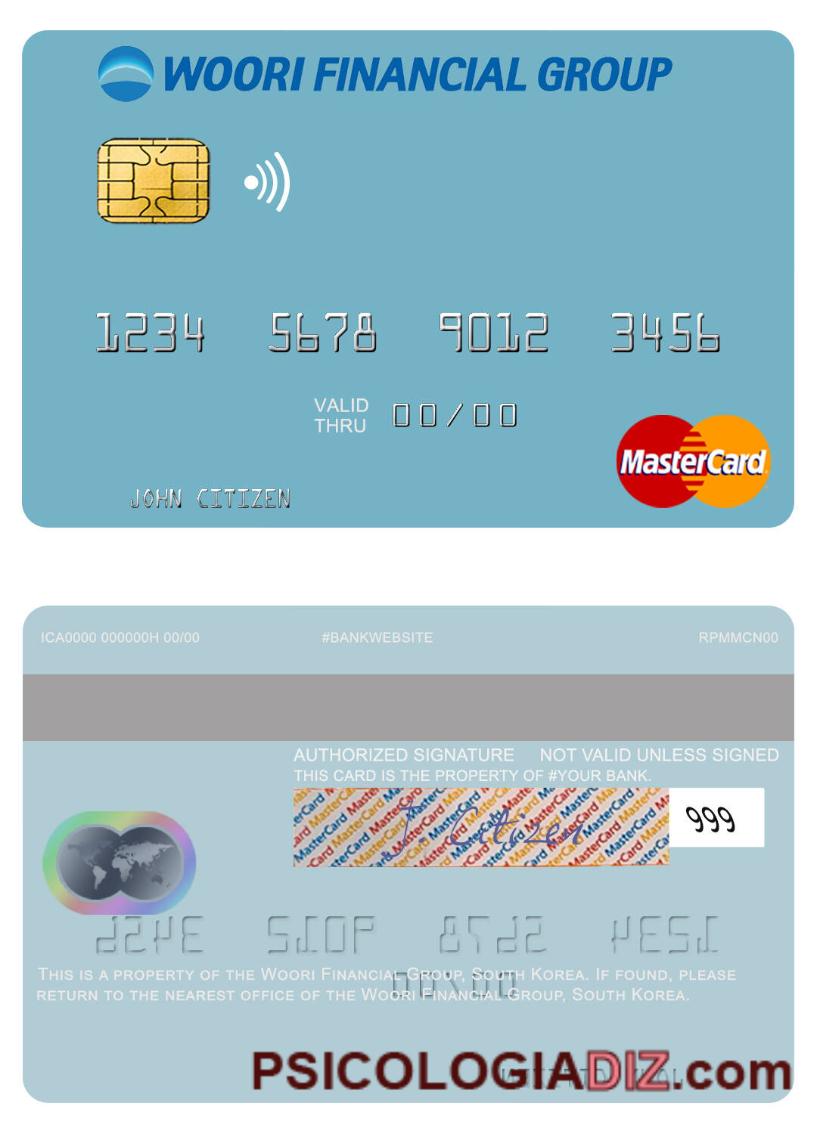 WOORI FINANCIAL GROUP
1234 5678 9012 3456
VALID THRU 00/00
JOHN CITIZEN
MasterCard
ICA0000 000000H 00/00 #BANKWEBSITE RPMMCN00
AUTHORIZED SIGNATURE NOT VALID UNLESS SIGNED
THIS CARD IS THE PROPERTY OF #YOUR BANK.
J Citizen 999
THIS IS A PROPERTY OF THE WOORI FINANCIAL GROUP, SOUTH KOREA. IF FOUND, PLEASE
RETURN TO THE NEAREST OFFICE OF THE WOORI FINANCIAL GROUP, SOUTH KOREA.
PSICOLOGIADIZ.com